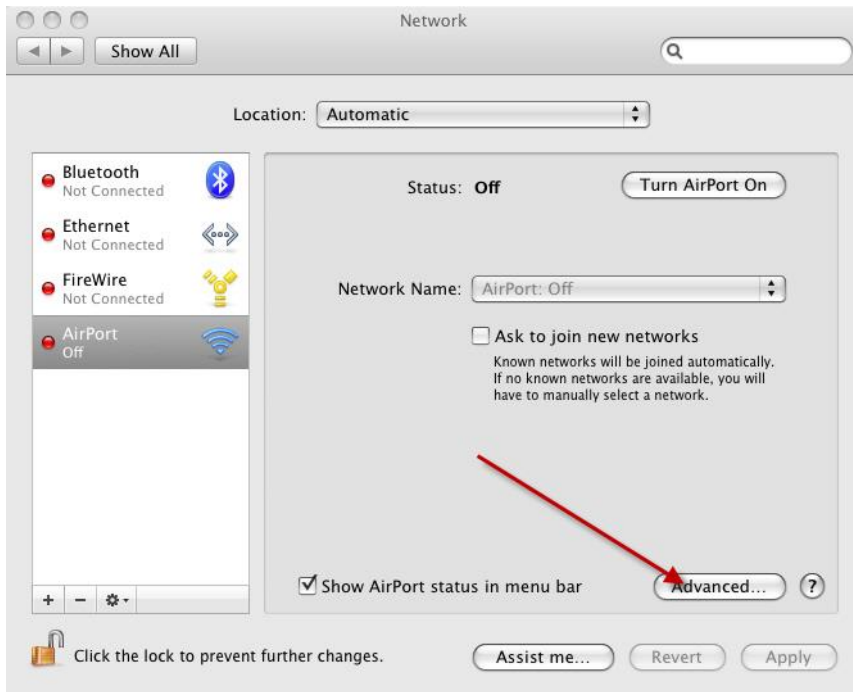 Network
Show All
Location: Automatic
Bluetooth
Not Connected
Ethernet
Not Connected
FireWire
Not Connected
AirPort
Off
Status: Off
Turn AirPort On
Network Name: AirPort: Off
Ask to join new networks
Known networks will be joined automatically.
If no known networks are available, you will
have to manually select a network.
Show AirPort status in menu bar
Advanced...
?
+ −
Click the lock to prevent further changes.
Assist me...
Revert
Apply